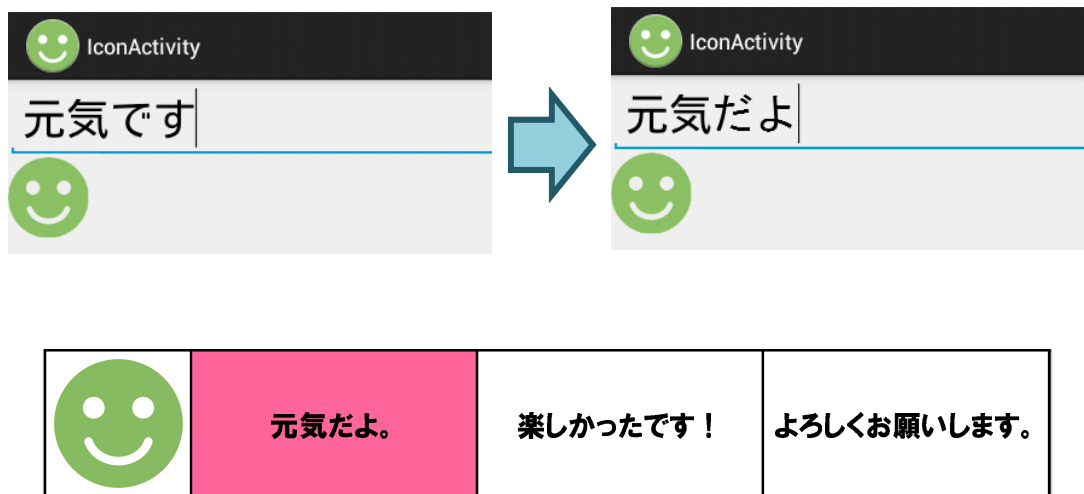 IconActivity
元気です
IconActivity
元気だよ
元気だよ。
楽しかったです！
よろしくお願いします。